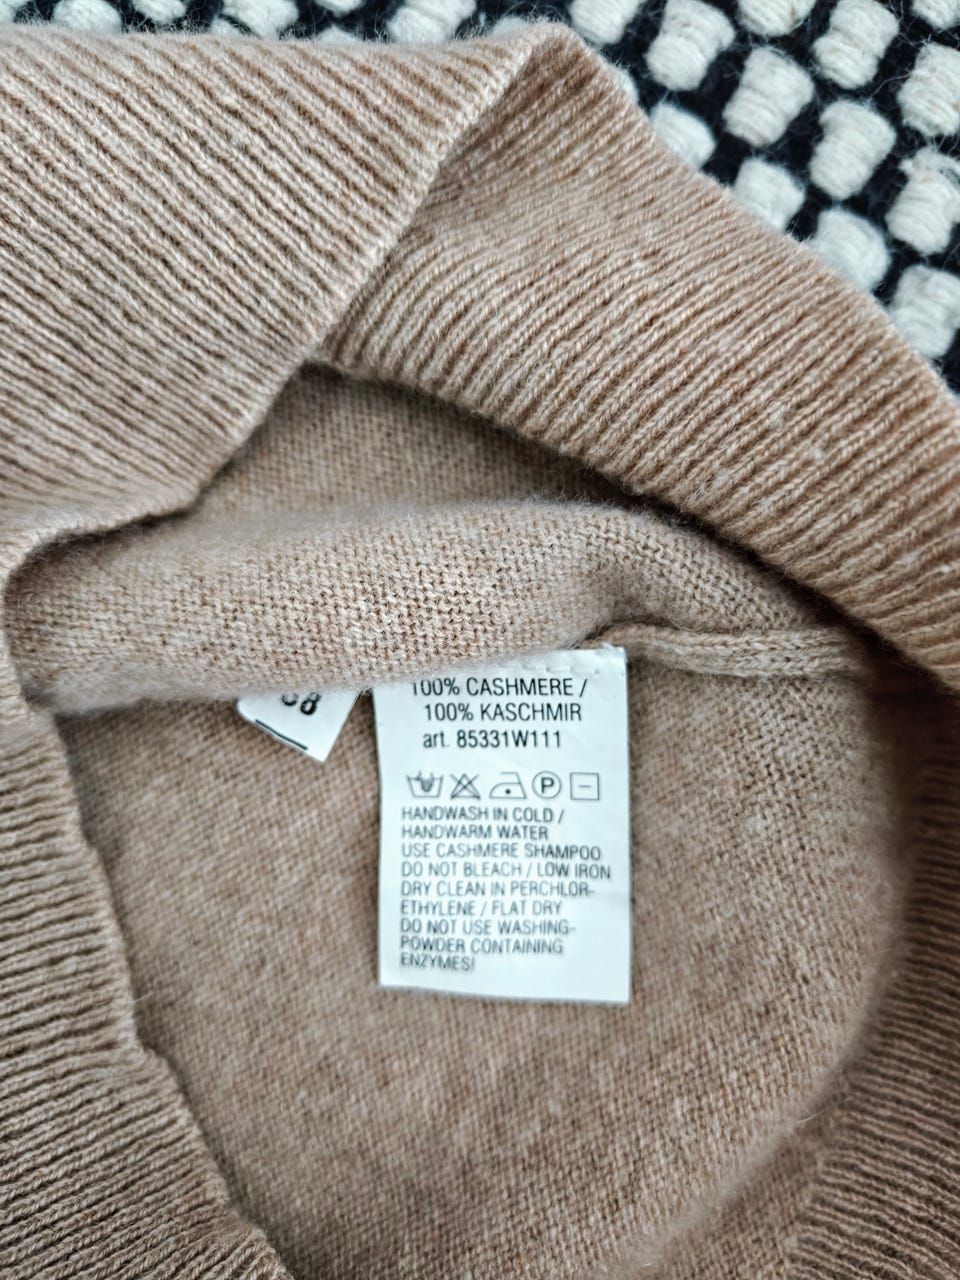 100% CASHMERE /
100% KASCHMIR
art. 85331W111
P
HANDWASH IN COLD /
HANDWARM WATER
USE CASHMERE SHAMPOO
DO NOT BLEACH / LOW IRON
DRY CLEAN IN PERCHLOR-
ETHYLENE / FLAT DRY
DO NOT USE WASHING-
POWDER CONTAINING
ENZYMES!